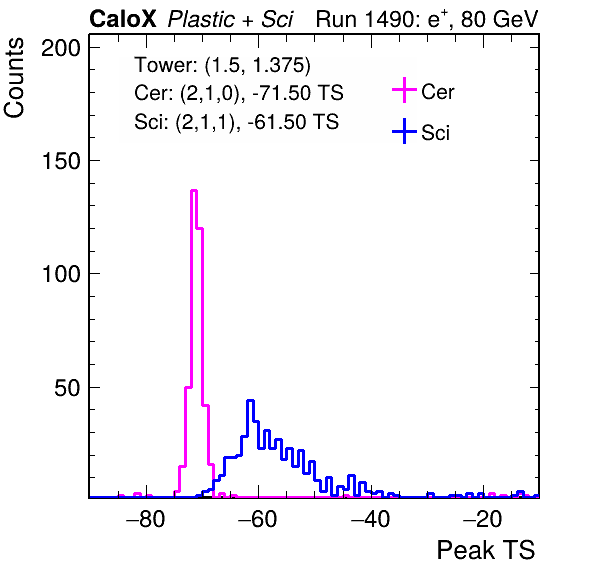 CaloX Plastic + Sci Run 1490: e+, 80 GeV
Counts
200
150
100
50
Tower: (1.5, 1.375)
Cer: (2,1,0), -71.50 TS
Sci: (2,1,1), -61.50 TS
Cer
Sci
−80 −60 −40 −20
Peak TS